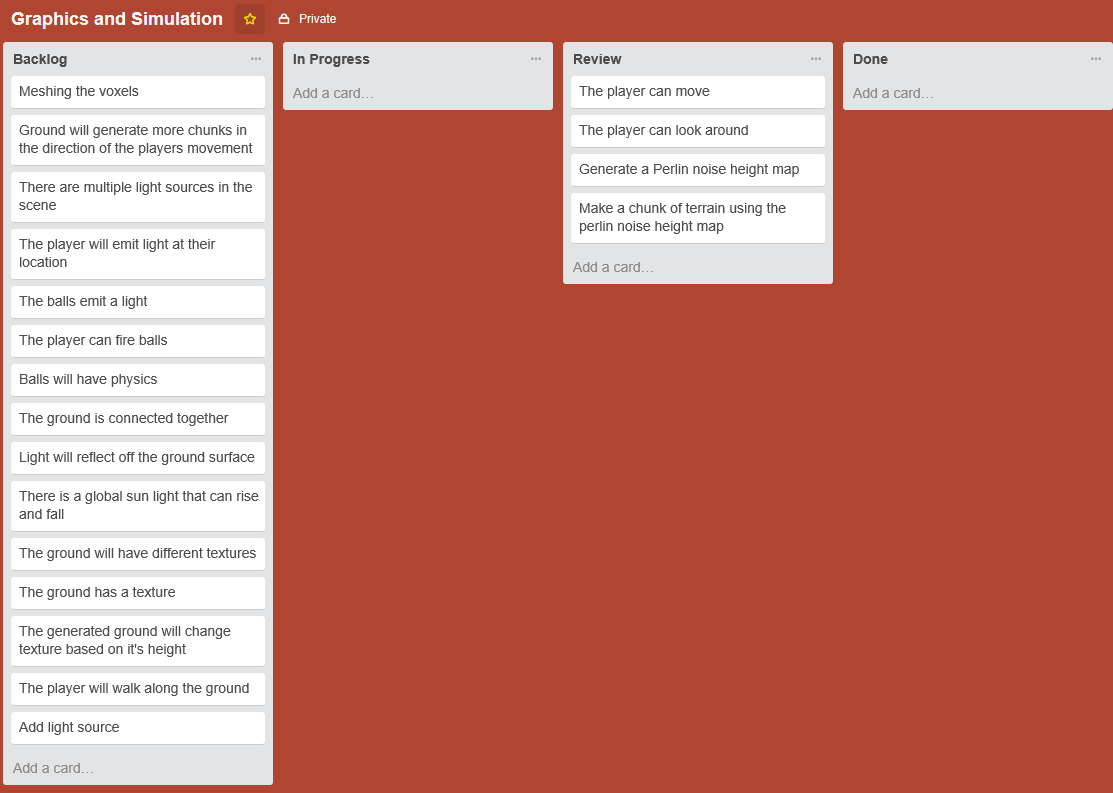 Graphics and Simulation
Private
Backlog
Meshing the voxels
Ground will generate more chunks in
the direction of the players movement
There are multiple light sources in the
scene
The player will emit light at their
location
The balls emit a light
The player can fire balls
Balls will have physics
The ground is connected together
Light will reflect off the ground surface
There is a global sun light that can rise
and fall
The ground will have different textures
The ground has a texture
The generated ground will change
texture based on it's height
The player will walk along the ground
Add light source
Add a card…
In Progress
Add a card…
Review
The player can move
The player can look around
Generate a Perlin noise height map
Make a chunk of terrain using the
perlin noise height map
Add a card…
Done
Add a card…